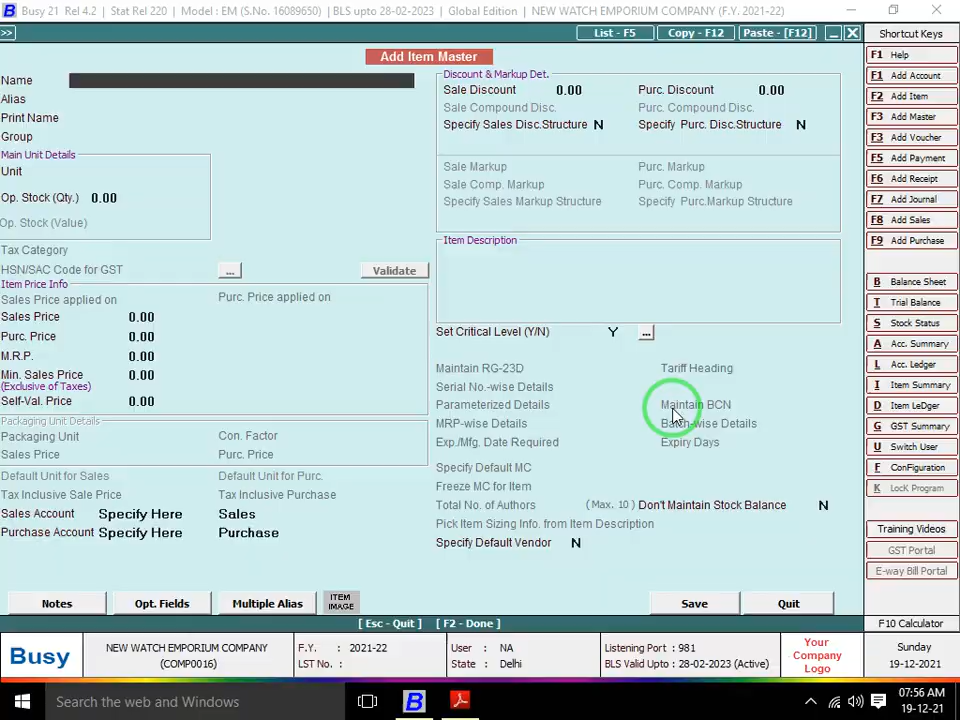 Busy 21 Rel 4.2 | Stat Rel 220 | Model : EM (S.No. 16089650) | BLS upto 28-02-2023 | Global Edition | NEW WATCH EMPORIUM COMPANY (F.Y. 2021-22)
>> List - F5 Copy - F12 Paste - [F12]
Add Item Master
Name
Alias
Print Name
Group
Main Unit Details
Unit
Op. Stock (Qty.) 0.00
Op. Stock (Value)
Tax Category
HSN/SAC Code for GST ... Validate
Item Price Info
Sales Price applied on Purc. Price applied on
Sales Price 0.00
Purc. Price 0.00
M.R.P. 0.00
Min. Sales Price 0.00
(Exclusive of Taxes)
Self-Val. Price 0.00
Packaging Unit Details
Packaging Unit Con. Factor
Sales Price Purc. Price
Default Unit for Sales Default Unit for Purc.
Tax Inclusive Sale Price Tax Inclusive Purchase
Sales Account Specify Here Sales
Purchase Account Specify Here Purchase
Discount & Markup Det.
Sale Discount 0.00 Purc. Discount 0.00
Sale Compound Disc. Purc. Compound Disc.
Specify Sales Disc.Structure N Specify Purc. Disc.Structure N
Sale Markup Purc. Markup
Sale Comp. Markup Purc. Comp. Markup
Specify Sales Markup Structure Specify Purc.Markup Structure
Item Description
Set Critical Level (Y/N) Y ...
Maintain RG-23D Tariff Heading
Serial No.-wise Details
Parameterized Details Maintain BCN
MRP-wise Details Batch-wise Details
Exp./Mfg. Date Required Expiry Days
Specify Default MC
Freeze MC for Item
Total No. of Authors ( Max. 10 ) Don't Maintain Stock Balance N
Pick Item Sizing Info. from Item Description
Specify Default Vendor N
Notes Opt. Fields Multiple Alias ITEM IMAGE Save Quit
[ Esc - Quit ] [ F2 - Done ]
Shortcut Keys
F1 Help
F1 Add Account
F2 Add Item
F3 Add Master
F3 Add Voucher
F5 Add Payment
F6 Add Receipt
F7 Add Journal
F8 Add Sales
F9 Add Purchase
B Balance Sheet
T Trial Balance
S Stock Status
A Acc. Summary
L Acc. Ledger
I Item Summary
D Item LeDger
G GST Summary
U Switch User
F ConFiguration
K LocK Program
Training Videos
GST Portal
E-way Bill Portal
F10 Calculator
Busy
NEW WATCH EMPORIUM COMPANY
(COMP0016)
F.Y. : 2021-22
LST No. :
User : NA
State : Delhi
Listening Port : 981
BLS Valid Upto : 28-02-2023 (Active)
Your
Company
Logo
Sunday
19-12-2021
Search the web and Windows
07:56 AM
19-12-21